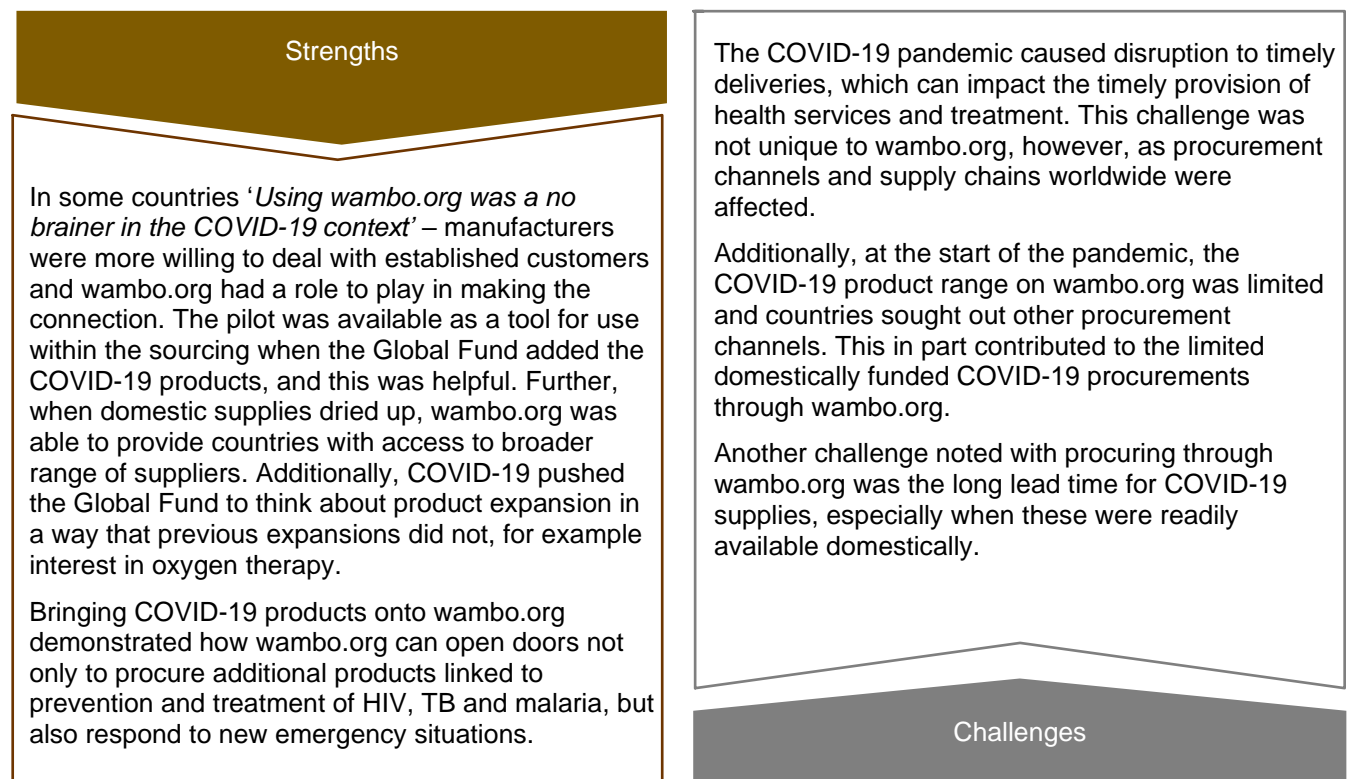 Strengths
In some countries ‘Using wambo.org was a no
brainer in the COVID-19 context’ – manufacturers
were more willing to deal with established customers
and wambo.org had a role to play in making the
connection. The pilot was available as a tool for use
within the sourcing when the Global Fund added the
COVID-19 products, and this was helpful. Further,
when domestic supplies dried up, wambo.org was
able to provide countries with access to broader
range of suppliers. Additionally, COVID-19 pushed
the Global Fund to think about product expansion in
a way that previous expansions did not, for example
interest in oxygen therapy.
Bringing COVID-19 products onto wambo.org
demonstrated how wambo.org can open doors not
only to procure additional products linked to
prevention and treatment of HIV, TB and malaria, but
also respond to new emergency situations.
The COVID-19 pandemic caused disruption to timely
deliveries, which can impact the timely provision of
health services and treatment. This challenge was
not unique to wambo.org, however, as procurement
channels and supply chains worldwide were
affected.
Additionally, at the start of the pandemic, the
COVID-19 product range on wambo.org was limited
and countries sought out other procurement
channels. This in part contributed to the limited
domestically funded COVID-19 procurements
through wambo.org.
Another challenge noted with procuring through
wambo.org was the long lead time for COVID-19
supplies, especially when these were readily
available domestically.
Challenges